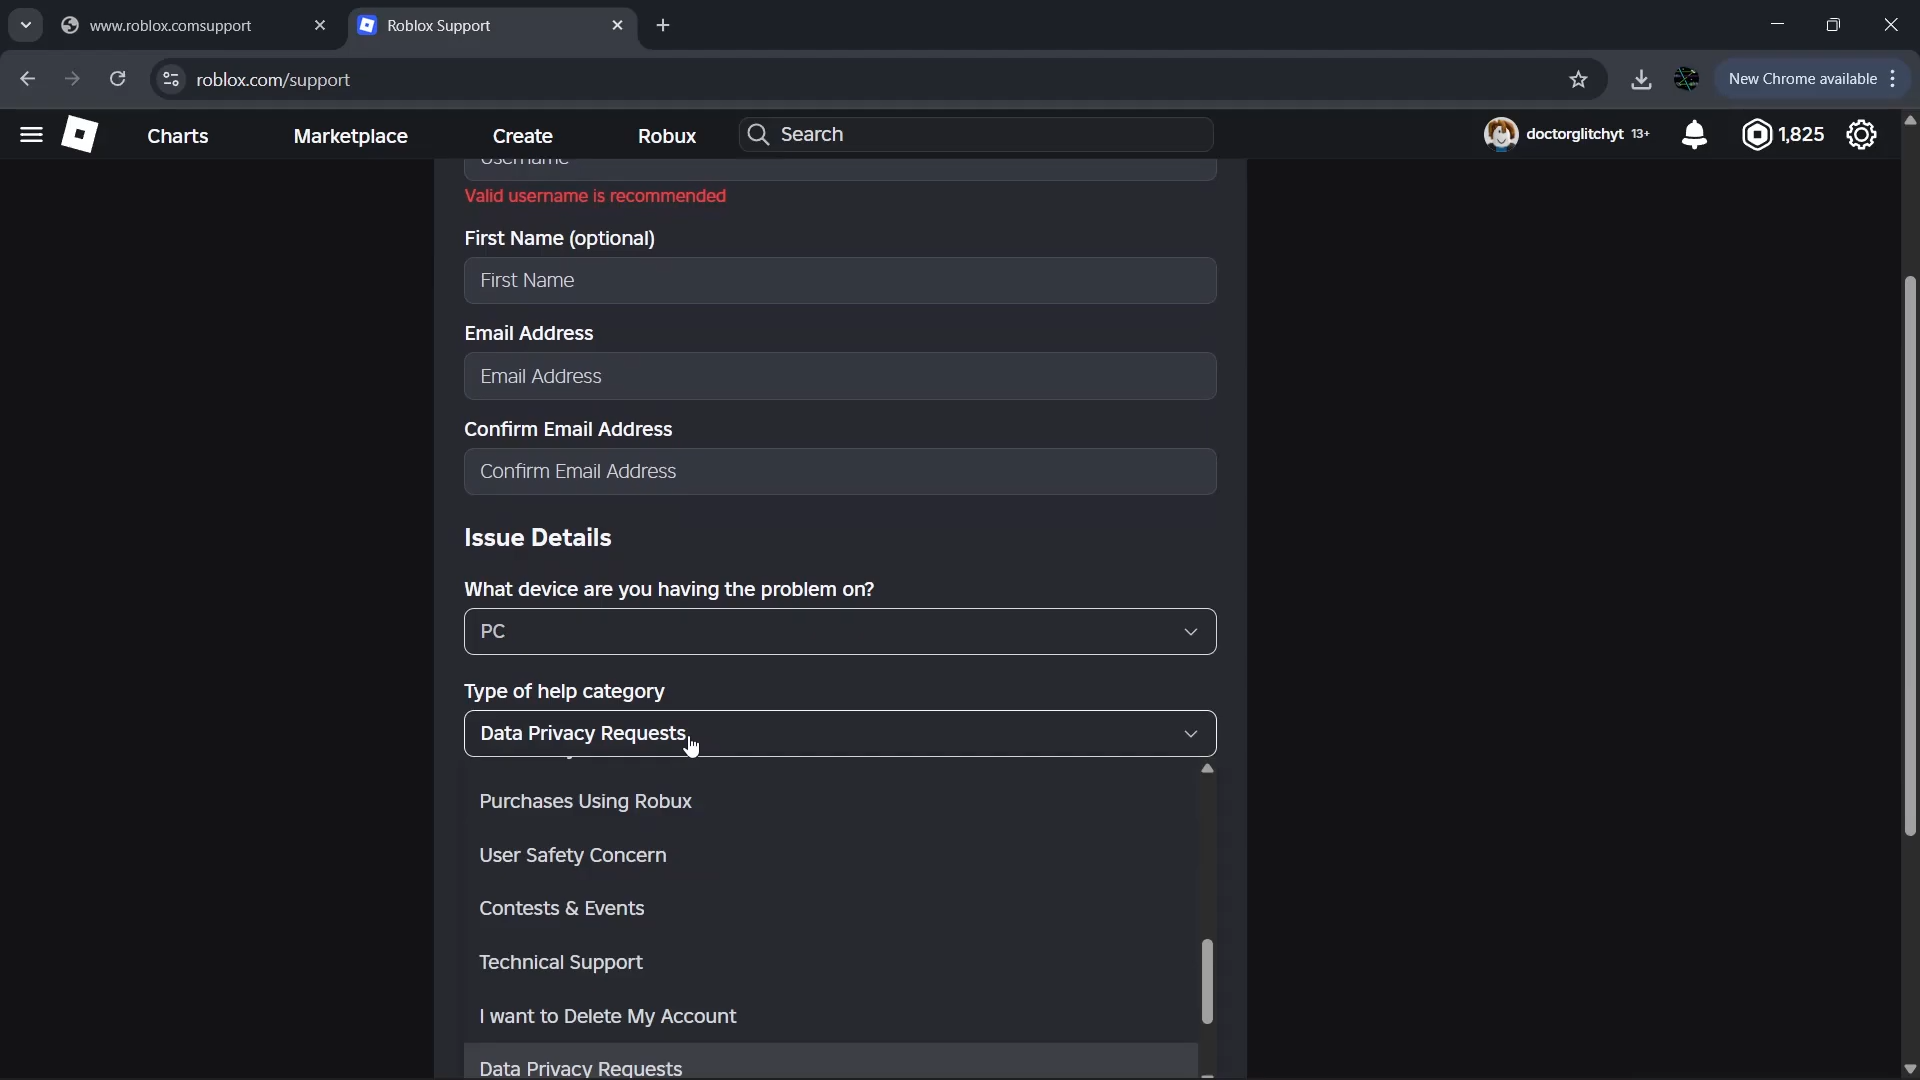 www.roblox.comsupport
Roblox Support
roblox.com/support
New Chrome available
Charts
Marketplace
Create
Robux
Search
doctorglitchyt 13+
1,825
Username
Valid username is recommended
First Name (optional)
First Name
Email Address
Email Address
Confirm Email Address
Confirm Email Address
Issue Details
What device are you having the problem on?
PC
Type of help category
Data Privacy Requests
Purchases Using Robux
User Safety Concern
Contests & Events
Technical Support
I want to Delete My Account
Data Privacy Requests